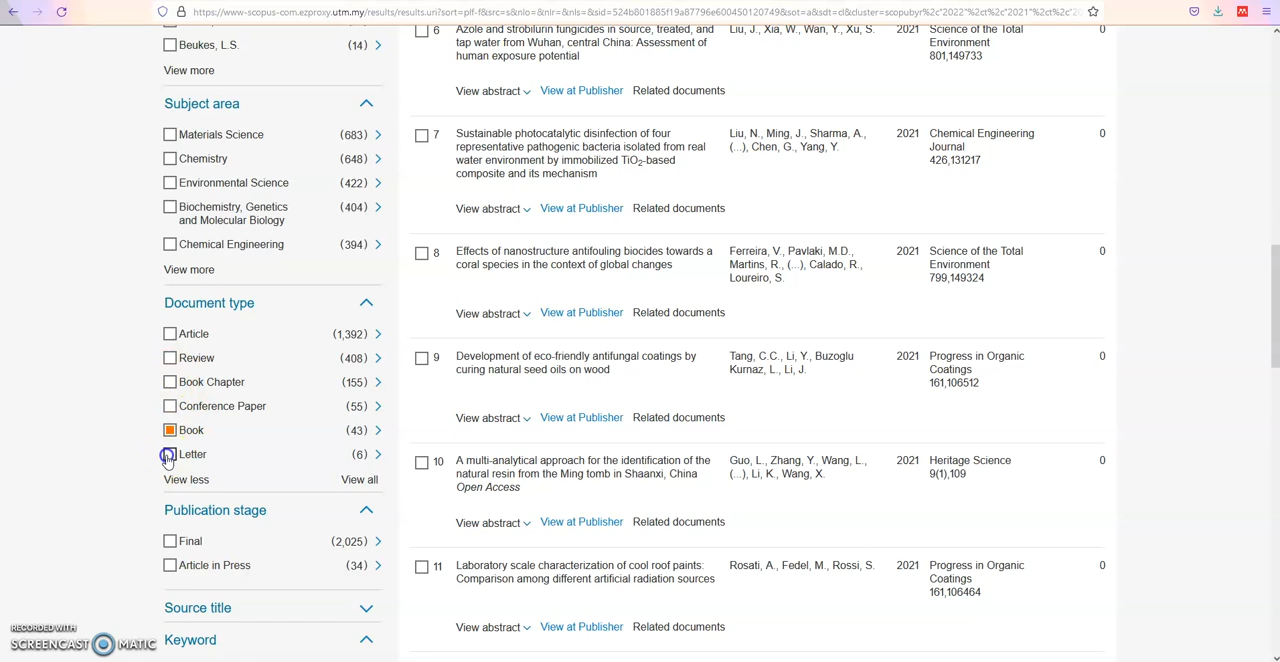 https://www-scopus-com.ezproxy.utm.my/results/results.uri?sort=plf-f&src=s&nlo=&nlr=&nls=&sid=524b801885f19a87796e600450120749&sot=a&sdt=cl&cluster=scopubyr%2c"2022"%2ct%2c"2021"%2ct%2c"2(
Beukes, L.S. (14)
View more
Subject area
Materials Science (683)
Chemistry (648)
Environmental Science (422)
Biochemistry, Genetics (404)
and Molecular Biology
Chemical Engineering (394)
View more
Document type
Article (1,392)
Review (408)
Book Chapter (155)
Conference Paper (55)
Book (43)
Letter (6)
View less View all
Publication stage
Final (2,025)
Article in Press (34)
Source title
Keyword
RECORDED WITH
SCREENCAST MATIC
6 Azole and strobilurin fungicides in source, treated, and Liu, J., Xia, W., Wan, Y., Xu, S. 2021 Science of the Total 0
tap water from Wuhan, central China: Assessment of Environment
human exposure potential 801,149733
View abstract View at Publisher Related documents
7 Sustainable photocatalytic disinfection of four Liu, N., Ming, J., Sharma, A., 2021 Chemical Engineering 0
representative pathogenic bacteria isolated from real (...), Chen, G., Yang, Y. Journal
water environment by immobilized TiO2-based 426,131217
composite and its mechanism
View abstract View at Publisher Related documents
8 Effects of nanostructure antifouling biocides towards a Ferreira, V., Pavlaki, M.D., 2021 Science of the Total 0
coral species in the context of global changes Martins, R., (...), Calado, R., Environment
Loureiro, S. 799,149324
View abstract View at Publisher Related documents
9 Development of eco-friendly antifungal coatings by Tang, C.C., Li, Y., Buzoglu 2021 Progress in Organic 0
curing natural seed oils on wood Kurnaz, L., Li, J. Coatings
161,106512
View abstract View at Publisher Related documents
10 A multi-analytical approach for the identification of the Guo, L., Zhang, Y., Wang, L., 2021 Heritage Science 0
natural resin from the Ming tomb in Shaanxi, China (...), Li, K., Wang, X. 9(1),109
Open Access
View abstract View at Publisher Related documents
11 Laboratory scale characterization of cool roof paints: Rosati, A., Fedel, M., Rossi, S. 2021 Progress in Organic 0
Comparison among different artificial radiation sources Coatings
161,106464
View abstract View at Publisher Related documents